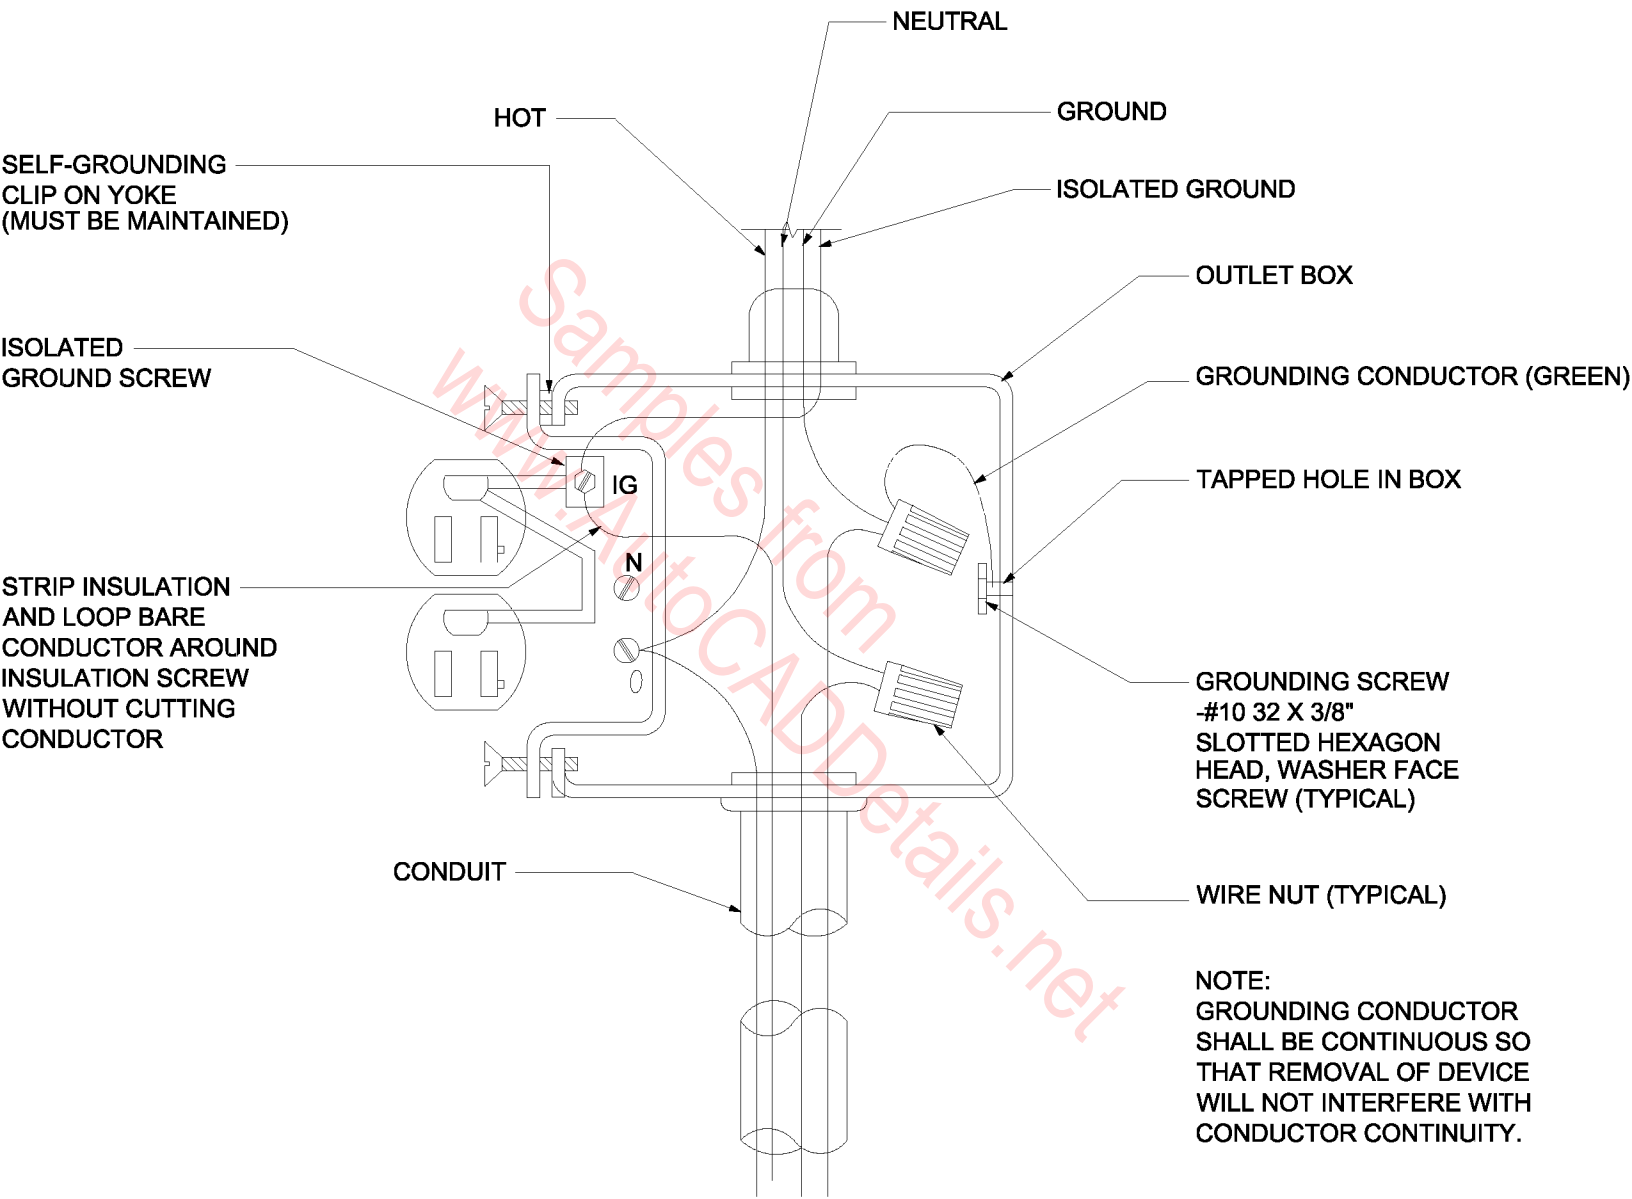 NEUTRAL
HOT
GROUND
SELF-GROUNDING
CLIP ON YOKE
(MUST BE MAINTAINED)
ISOLATED GROUND
OUTLET BOX
ISOLATED
GROUND SCREW
GROUNDING CONDUCTOR (GREEN)
IG
TAPPED HOLE IN BOX
N
STRIP INSULATION
AND LOOP BARE
CONDUCTOR AROUND
INSULATION SCREW
WITHOUT CUTTING
CONDUCTOR
GROUNDING SCREW
-#10 32 X 3/8"
SLOTTED HEXAGON
HEAD, WASHER FACE
SCREW (TYPICAL)
CONDUIT
WIRE NUT (TYPICAL)
NOTE:
GROUNDING CONDUCTOR
SHALL BE CONTINUOUS SO
THAT REMOVAL OF DEVICE
WILL NOT INTERFERE WITH
CONDUCTOR CONTINUITY.
Samples from
www.AutoCADDetails.net